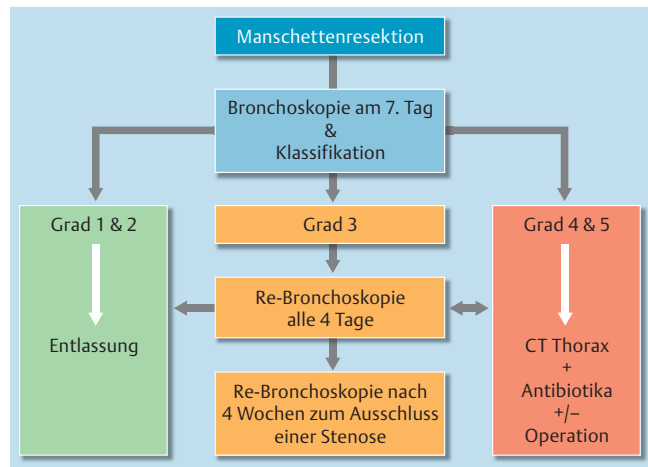 Manschettenresektion
Bronchoskopie am 7. Tag
&
Klassifikation
Grad 1 & 2
Entlassung
Grad 3
Re-Bronchoskopie
alle 4 Tage
Re-Bronchoskopie nach
4 Wochen zum Ausschluss
einer Stenose
Grad 4 & 5
CT Thorax
+
Antibiotika
+/–
Operation